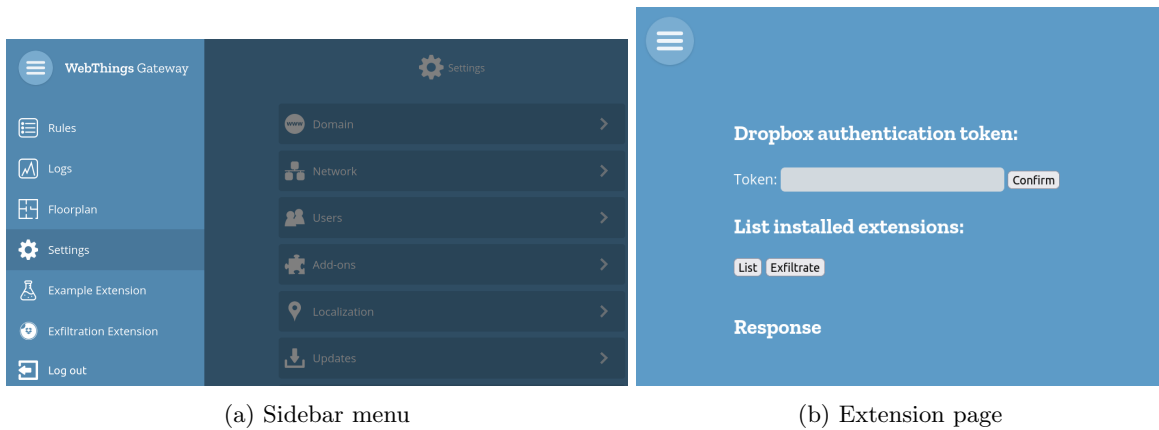 WebThings Gateway
Rules
Logs
Floorplan
Settings
Example Extension
Exfiltration Extension
Log out
Settings
www Domain
Network
Users
Add-ons
Localization
Updates
(a) Sidebar menu
Dropbox authentication token:
Token: Confirm
List installed extensions:
List Exfiltrate
Response
(b) Extension page